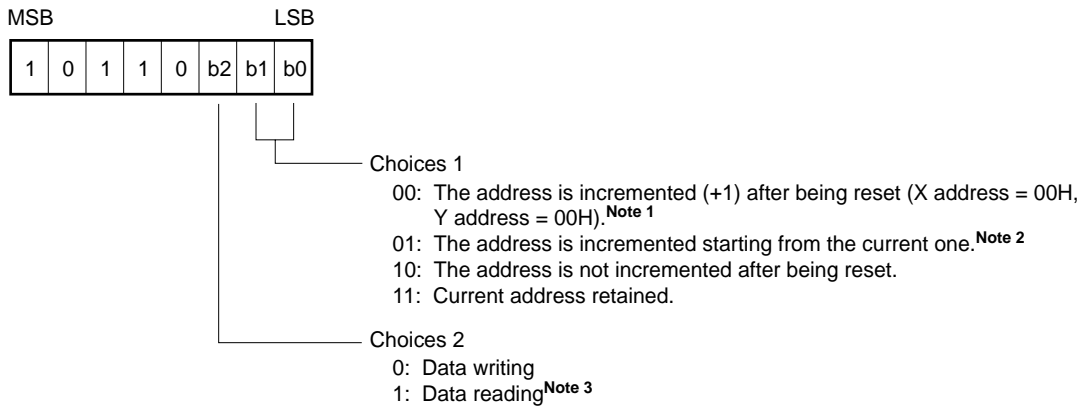 MSB LSB
1 0 1 1 0 b2 b1 b0
Choices 1
00: The address is incremented (+1) after being reset (X address = 00H,
Y address = 00H).Note 1
01: The address is incremented starting from the current one.Note 2
10: The address is not incremented after being reset.
11: Current address retained.
Choices 2
0: Data writing
1: Data readingNote 3